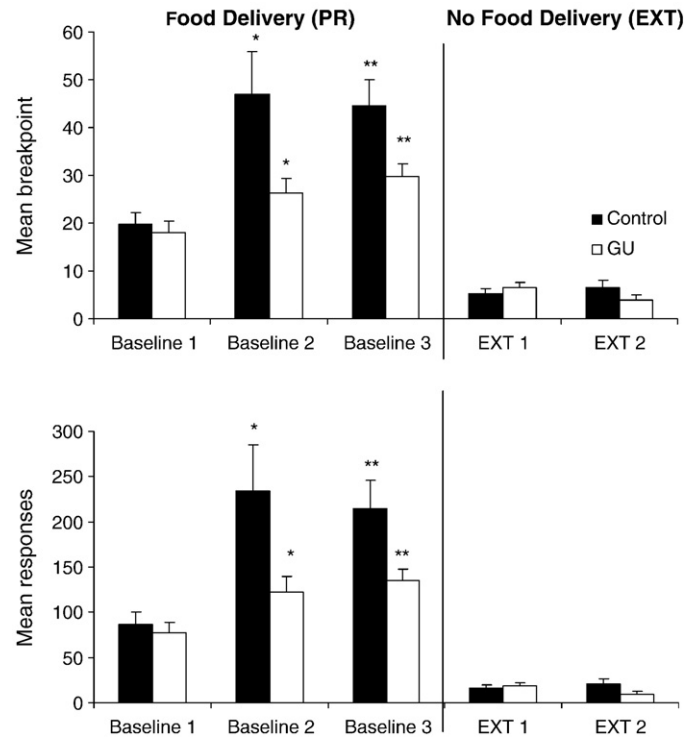 Food Delivery (PR) No Food Delivery (EXT)
60
50
40
30
20
10
0
Mean breakpoint
* * ** **
Control
GU
Baseline 1 Baseline 2 Baseline 3 EXT 1 EXT 2
300
250
200
150
100
50
0
Mean responses
* * ** **
Baseline 1 Baseline 2 Baseline 3 EXT 1 EXT 2